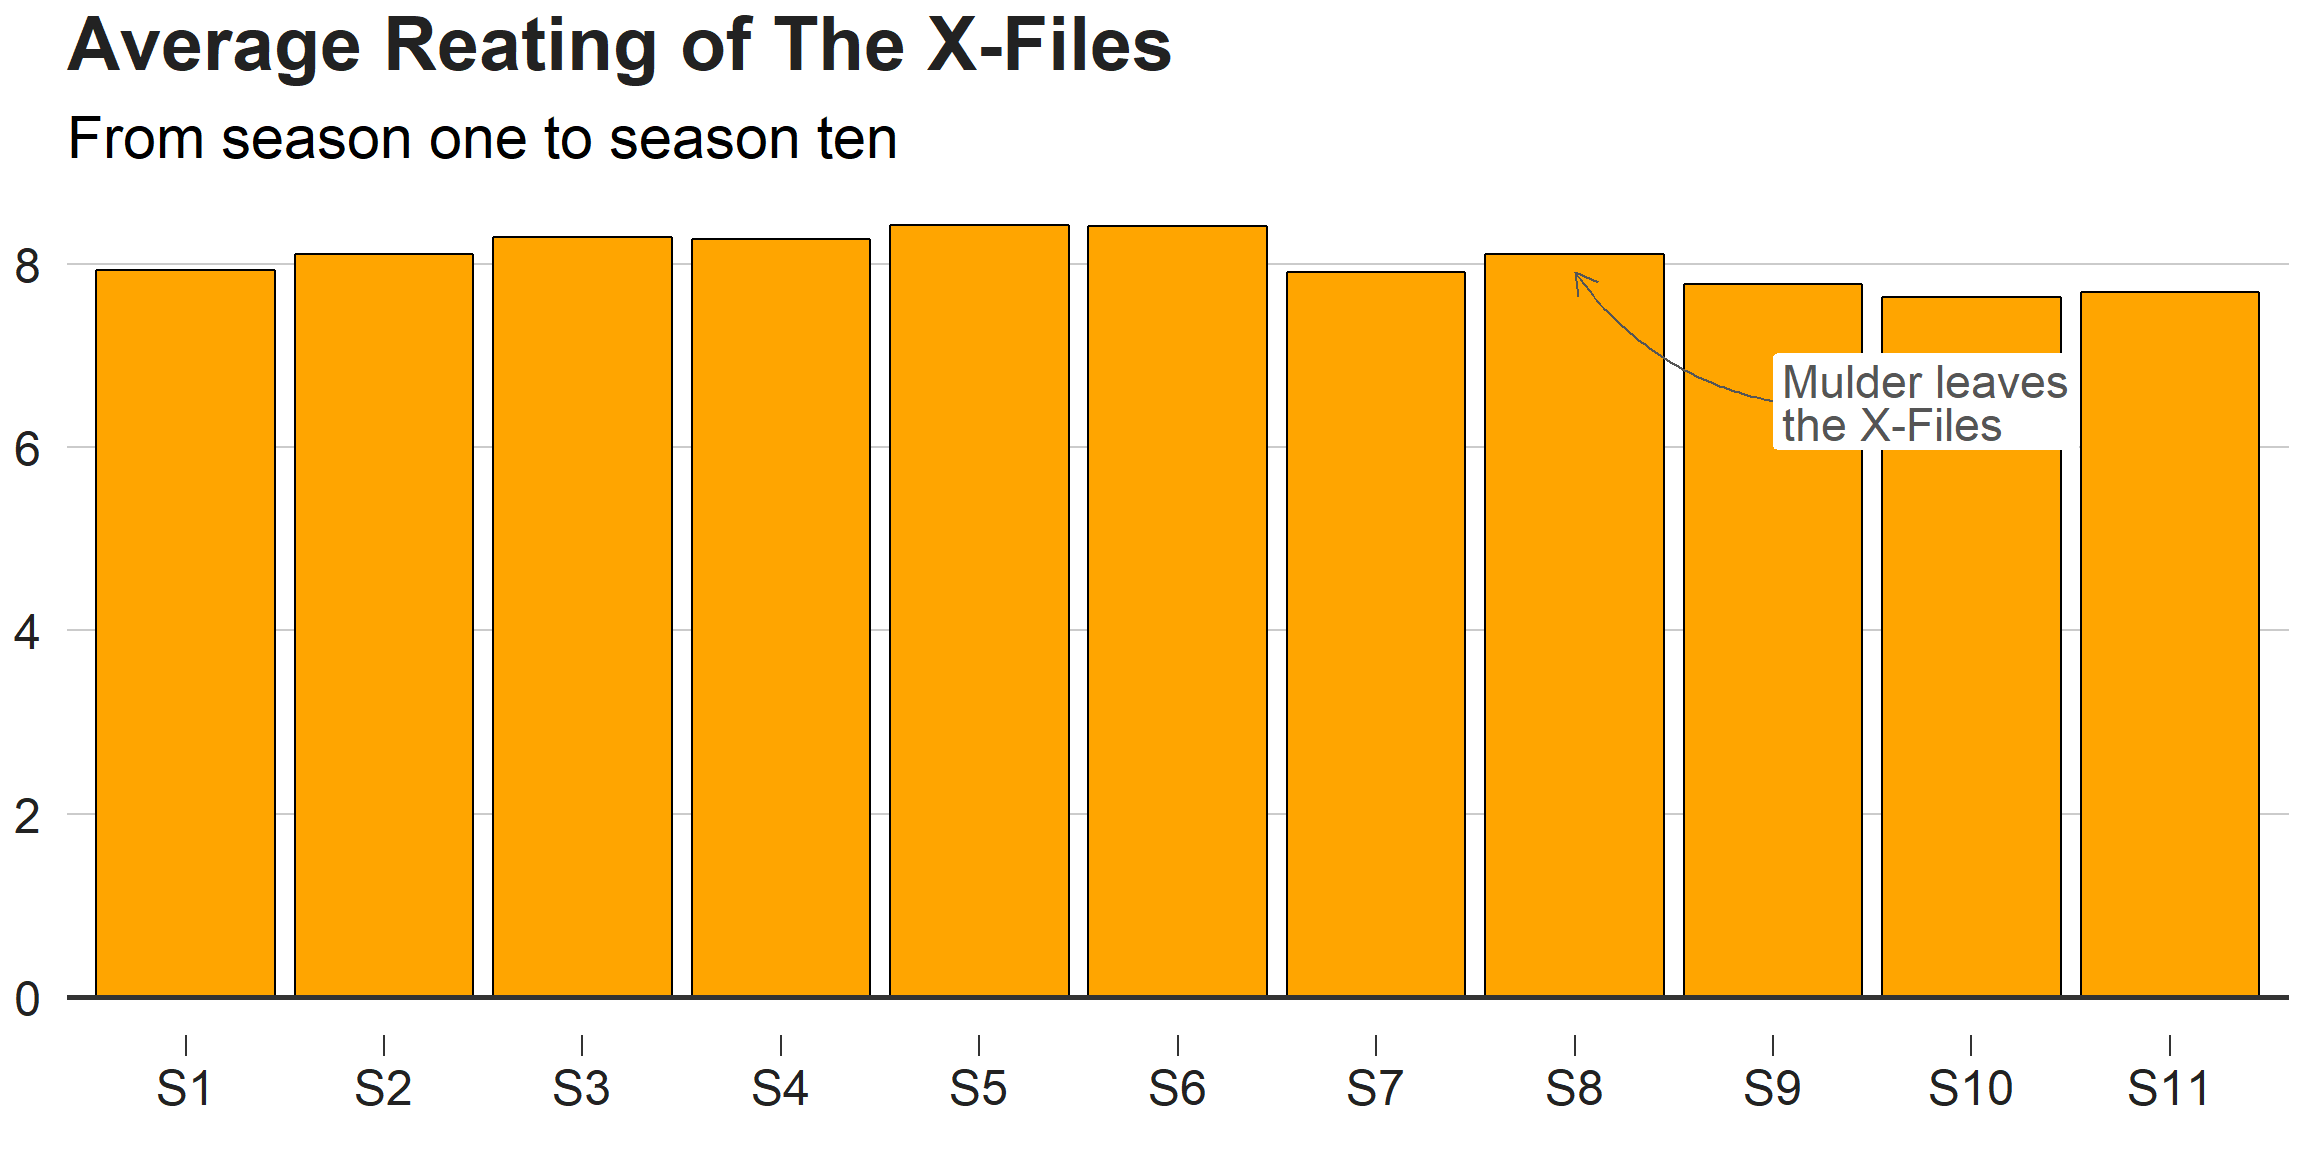 Average Reating of The X-Files
From season one to season ten
8
6
4
2
0
Mulder leaves
the X-Files
S1 S2 S3 S4 S5 S6 S7 S8 S9 S10 S11